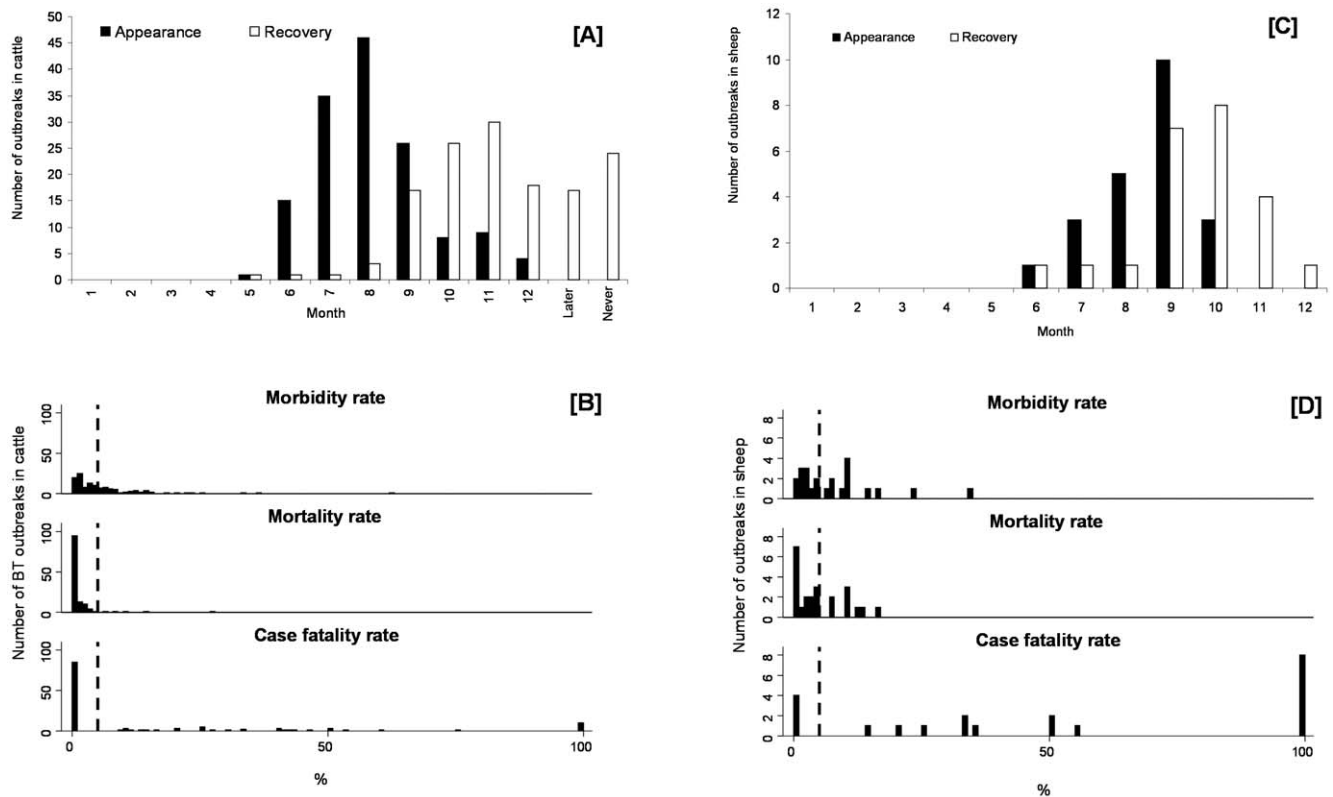 [A]
Appearance Recovery
Number of outbreaks in cattle
50
45
40
35
30
25
20
15
10
5
0
1 2 3 4 5 6 7 8 9 10 11 12 Later Never
Month
[C]
Appearance Recovery
Number of outbreaks in sheep
12
10
8
6
4
2
0
1 2 3 4 5 6 7 8 9 10 11 12
Month
[B]
Number of BT outbreaks in cattle
Morbidity rate
100
50
0
Mortality rate
100
50
0
Case fatality rate
100
50
0
0 50 100
%
[D]
Number of outbreaks in sheep
Morbidity rate
8
6
4
2
0
Mortality rate
8
6
4
2
0
Case fatality rate
8
6
4
2
0
0 50 100
%